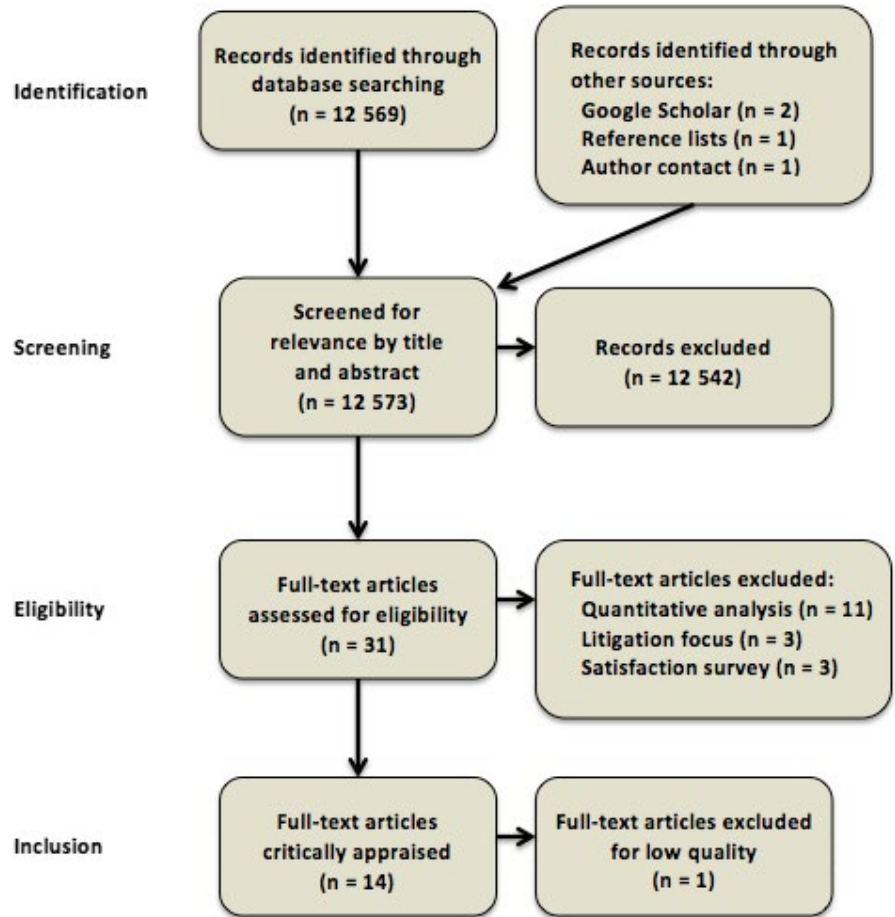 Identification
Records identified through
database searching
(n = 12 569)
Records identified through
other sources:
Google Scholar (n = 2)
Reference lists (n = 1)
Author contact (n = 1)
Screening
Screened for
relevance by title
and abstract
(n = 12 573)
Records excluded
(n = 12 542)
Eligibility
Full-text articles
assessed for eligibility
(n = 31)
Full-text articles excluded:
Quantitative analysis (n = 11)
Litigation focus (n = 3)
Satisfaction survey (n = 3)
Inclusion
Full-text articles
critically appraised
(n = 14)
Full-text articles excluded
for low quality
(n = 1)